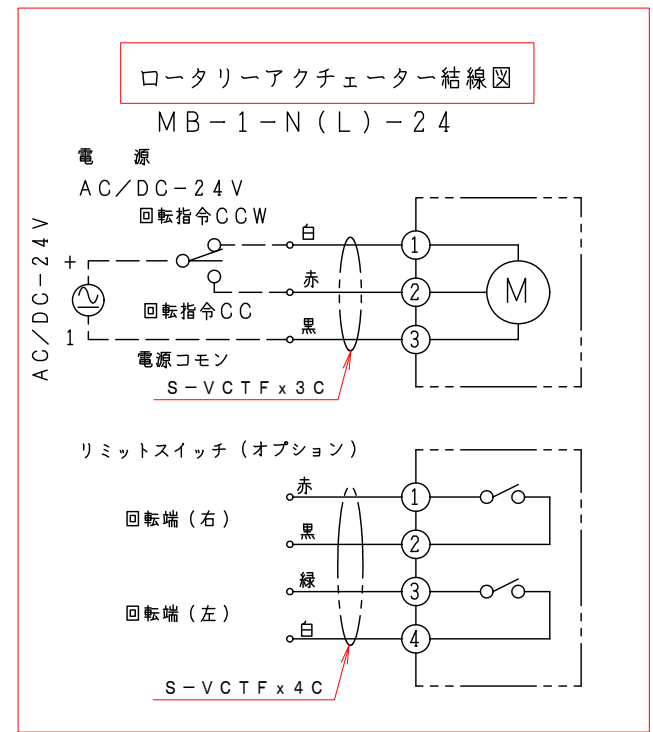 ロータリーアクチェーター結線図
MB-1-N(L)-24
電 源
AC/DC-24V
回転指令CCW
白
1
AC/DC-24V
+
赤
2
M
回転指令CC
黒
3
1
電源コモン
S-VCTFx3C
リミットスイッチ(オプション)
赤
1
回転端(右)
黒
2
緑
3
回転端(左)
白
4
S-VCTFx4C